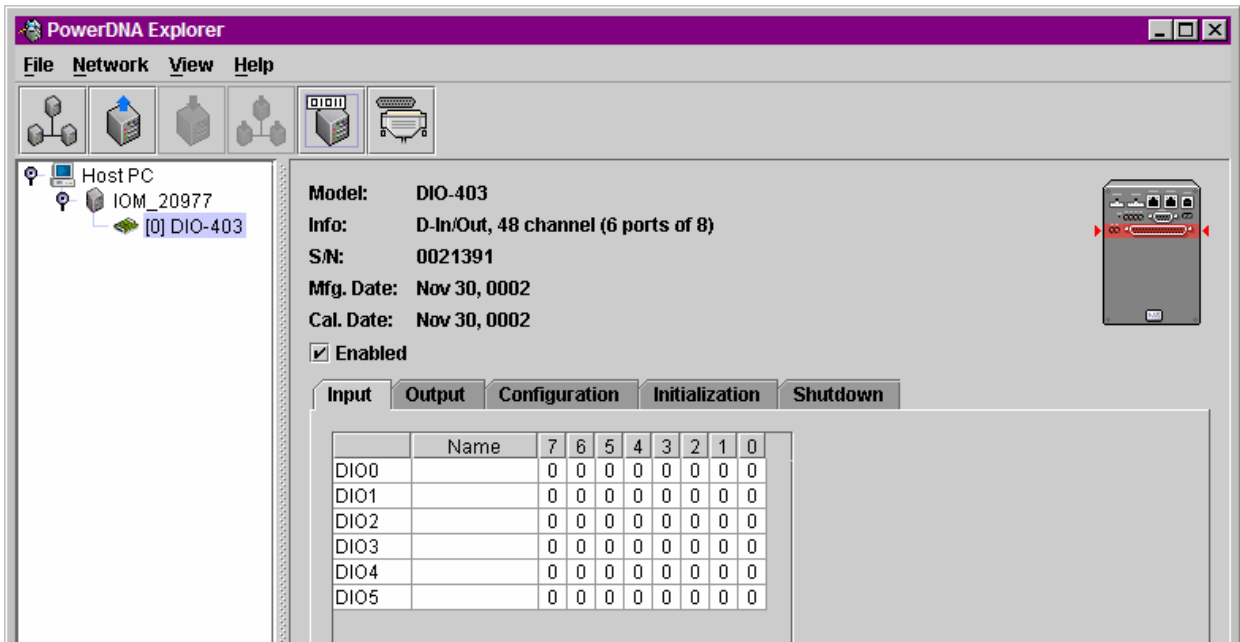 PowerDNA Explorer
File Network View Help
Host PC
IOM_20977
[0] DIO-403
Model: DIO-403
Info: D-In/Out, 48 channel (6 ports of 8)
S/N: 0021391
Mfg. Date: Nov 30, 0002
Cal. Date: Nov 30, 0002
Enabled
Input Output Configuration Initialization Shutdown
Name 7 6 5 4 3 2 1 0
DIO0 0 0 0 0 0 0 0 0
DIO1 0 0 0 0 0 0 0 0
DIO2 0 0 0 0 0 0 0 0
DIO3 0 0 0 0 0 0 0 0
DIO4 0 0 0 0 0 0 0 0
DIO5 0 0 0 0 0 0 0 0